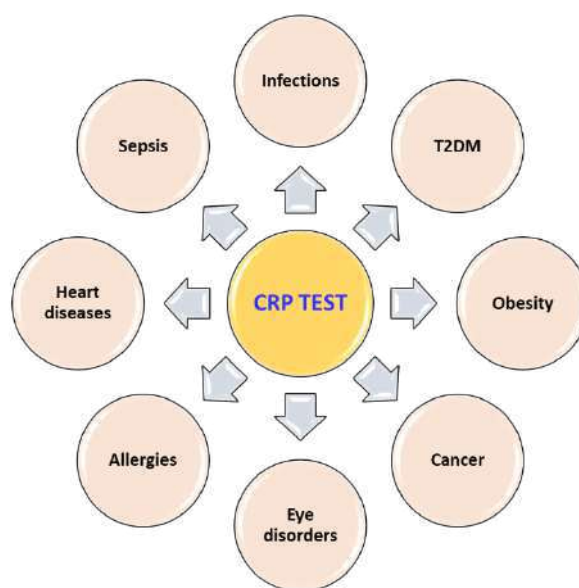 Infections
Sepsis
T2DM
Heart
diseases
CRP TEST
Obesity
Allergies
Cancer
Eye
disorders